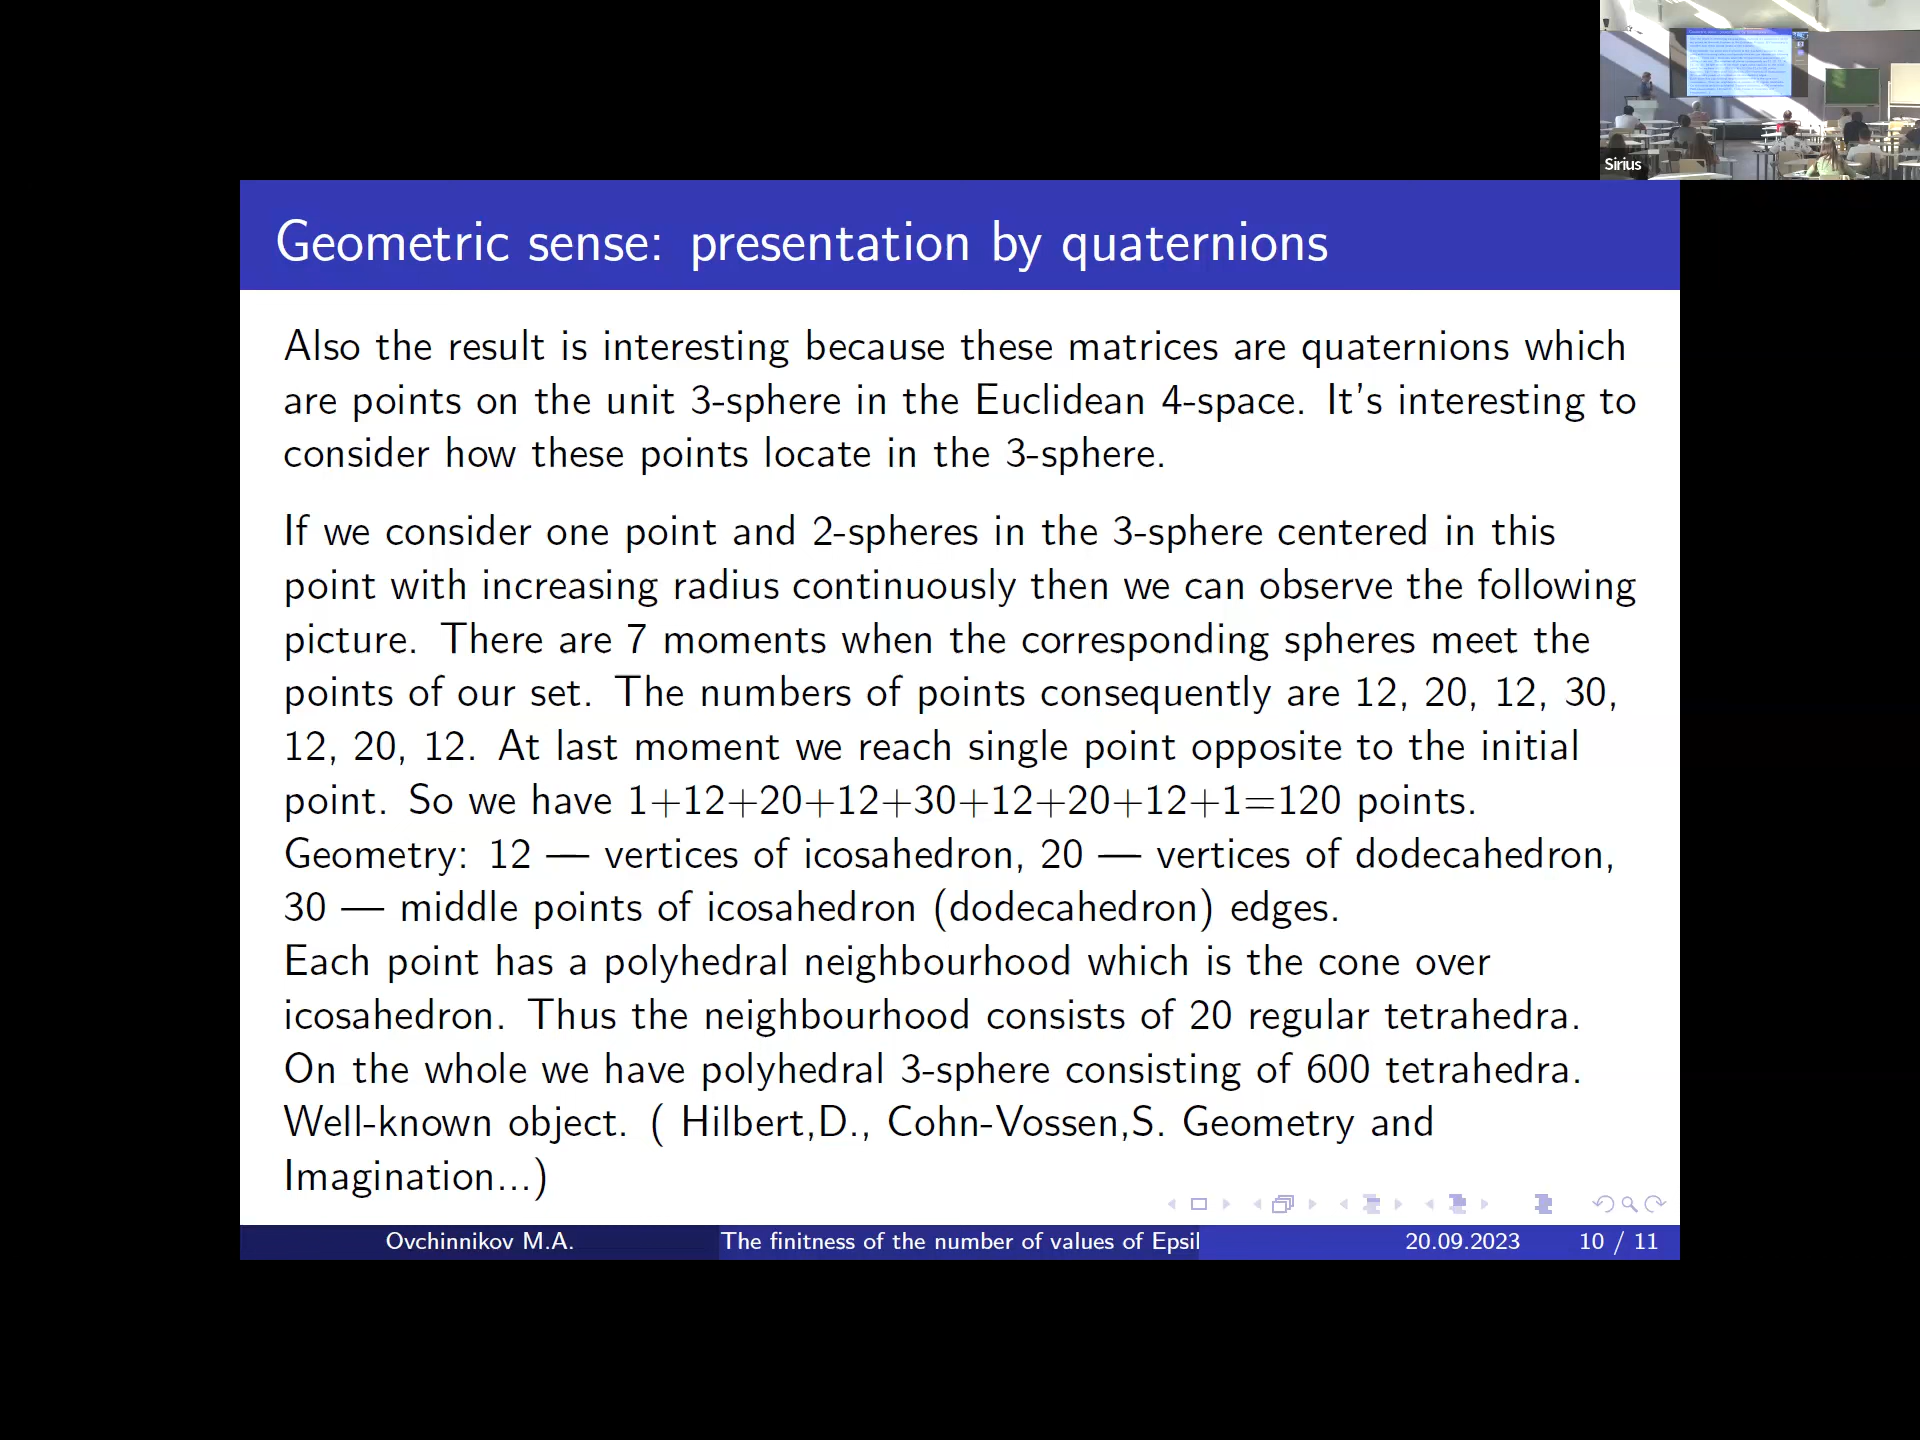 Sirius
Geometric sense: presentation by quaternions
Also the result is interesting because these matrices are quaternions which
are points on the unit 3-sphere in the Euclidean 4-space. It's interesting to
consider how these points locate in the 3-sphere.
If we consider one point and 2-spheres in the 3-sphere centered in this
point with increasing radius continuously then we can observe the following
picture. There are 7 moments when the corresponding spheres meet the
points of our set. The numbers of points consequently are 12, 20, 12, 30,
12, 20, 12. At last moment we reach single point opposite to the initial
point. So we have 1+12+20+12+30+12+20+12+1=120 points.
Geometry: 12 — vertices of icosahedron, 20 — vertices of dodecahedron,
30 — middle points of icosahedron (dodecahedron) edges.
Each point has a polyhedral neighbourhood which is the cone over
icosahedron. Thus the neighbourhood consists of 20 regular tetrahedra.
On the whole we have polyhedral 3-sphere consisting of 600 tetrahedra.
Well-known object. ( Hilbert,D., Cohn-Vossen,S. Geometry and
Imagination...)
Ovchinnikov M.A. The finitness of the number of values of Epsil 20.09.2023 10 / 11